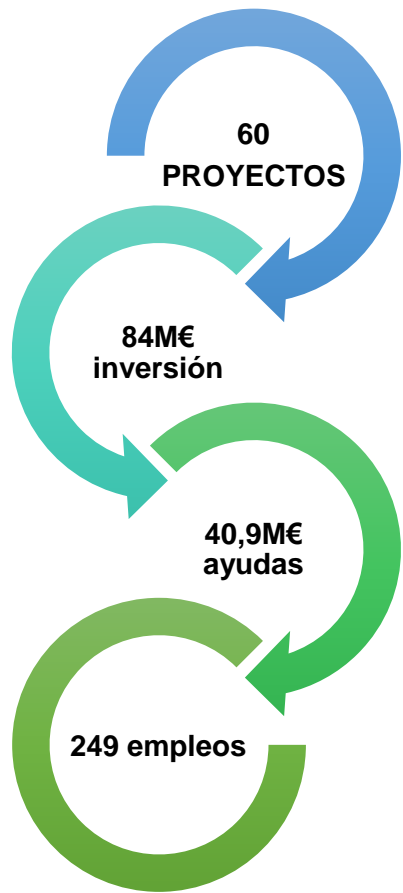 60
PROYECTOS
84M€
inversión
40,9M€
ayudas
249 empleos